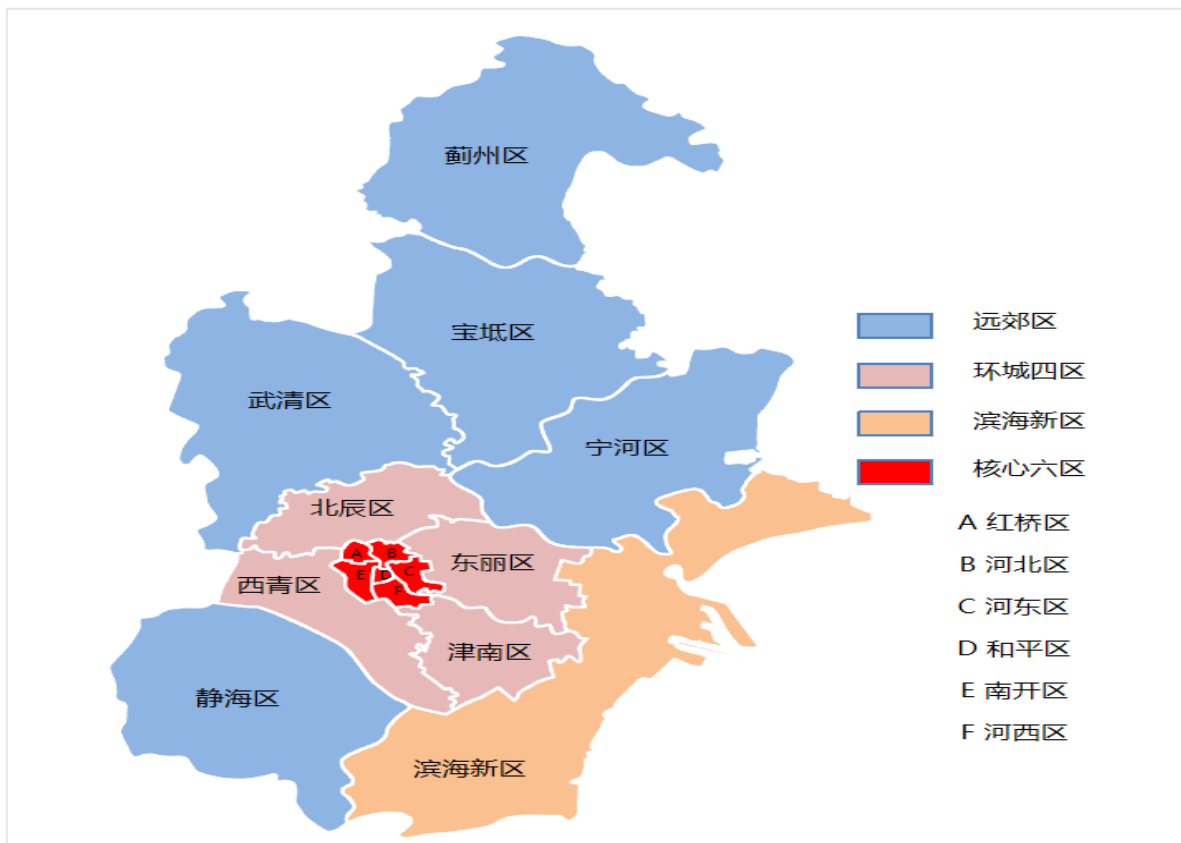 蓟州区
宝坻区
武清区
宁河区
北辰区
东丽区
西青区
津南区
静海区
滨海新区
A
B
C
D
E
F
远郊区
环城四区
滨海新区
核心六区
A 红桥区
B 河北区
C 河东区
D 和平区
E 南开区
F 河西区